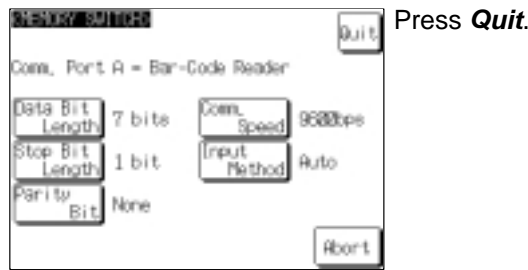 <MEMORY SWITCH>
Quit
Press Quit.
Comm. Port A = Bar-Code Reader
Data Bit Length 7 bits Comm. Speed 9600bps
Stop Bit Length 1 bit Input Method Auto
Parity Bit None
Abort